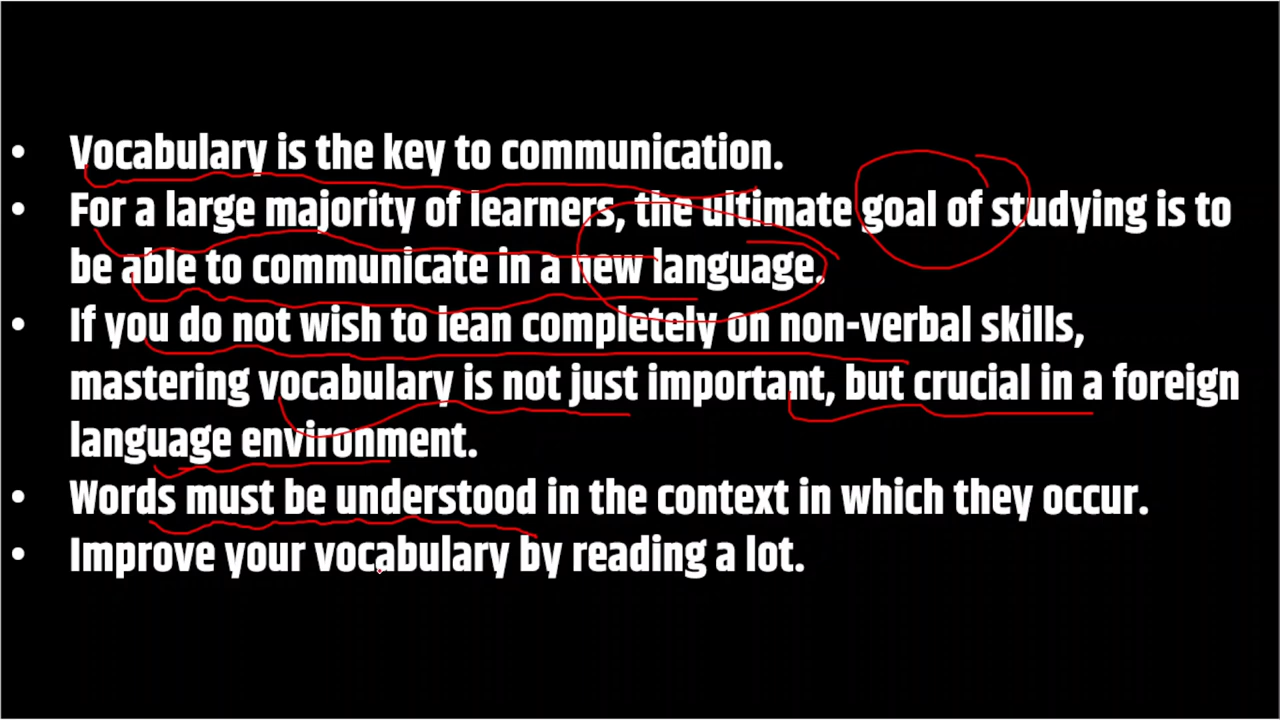 • Vocabulary is the key to communication.
• For a large majority of learners, the ultimate goal of studying is to
be able to communicate in a new language.
• If you do not wish to lean completely on non-verbal skills,
mastering vocabulary is not just important, but crucial in a foreign
language environment.
• Words must be understood in the context in which they occur.
• Improve your vocabulary by reading a lot.